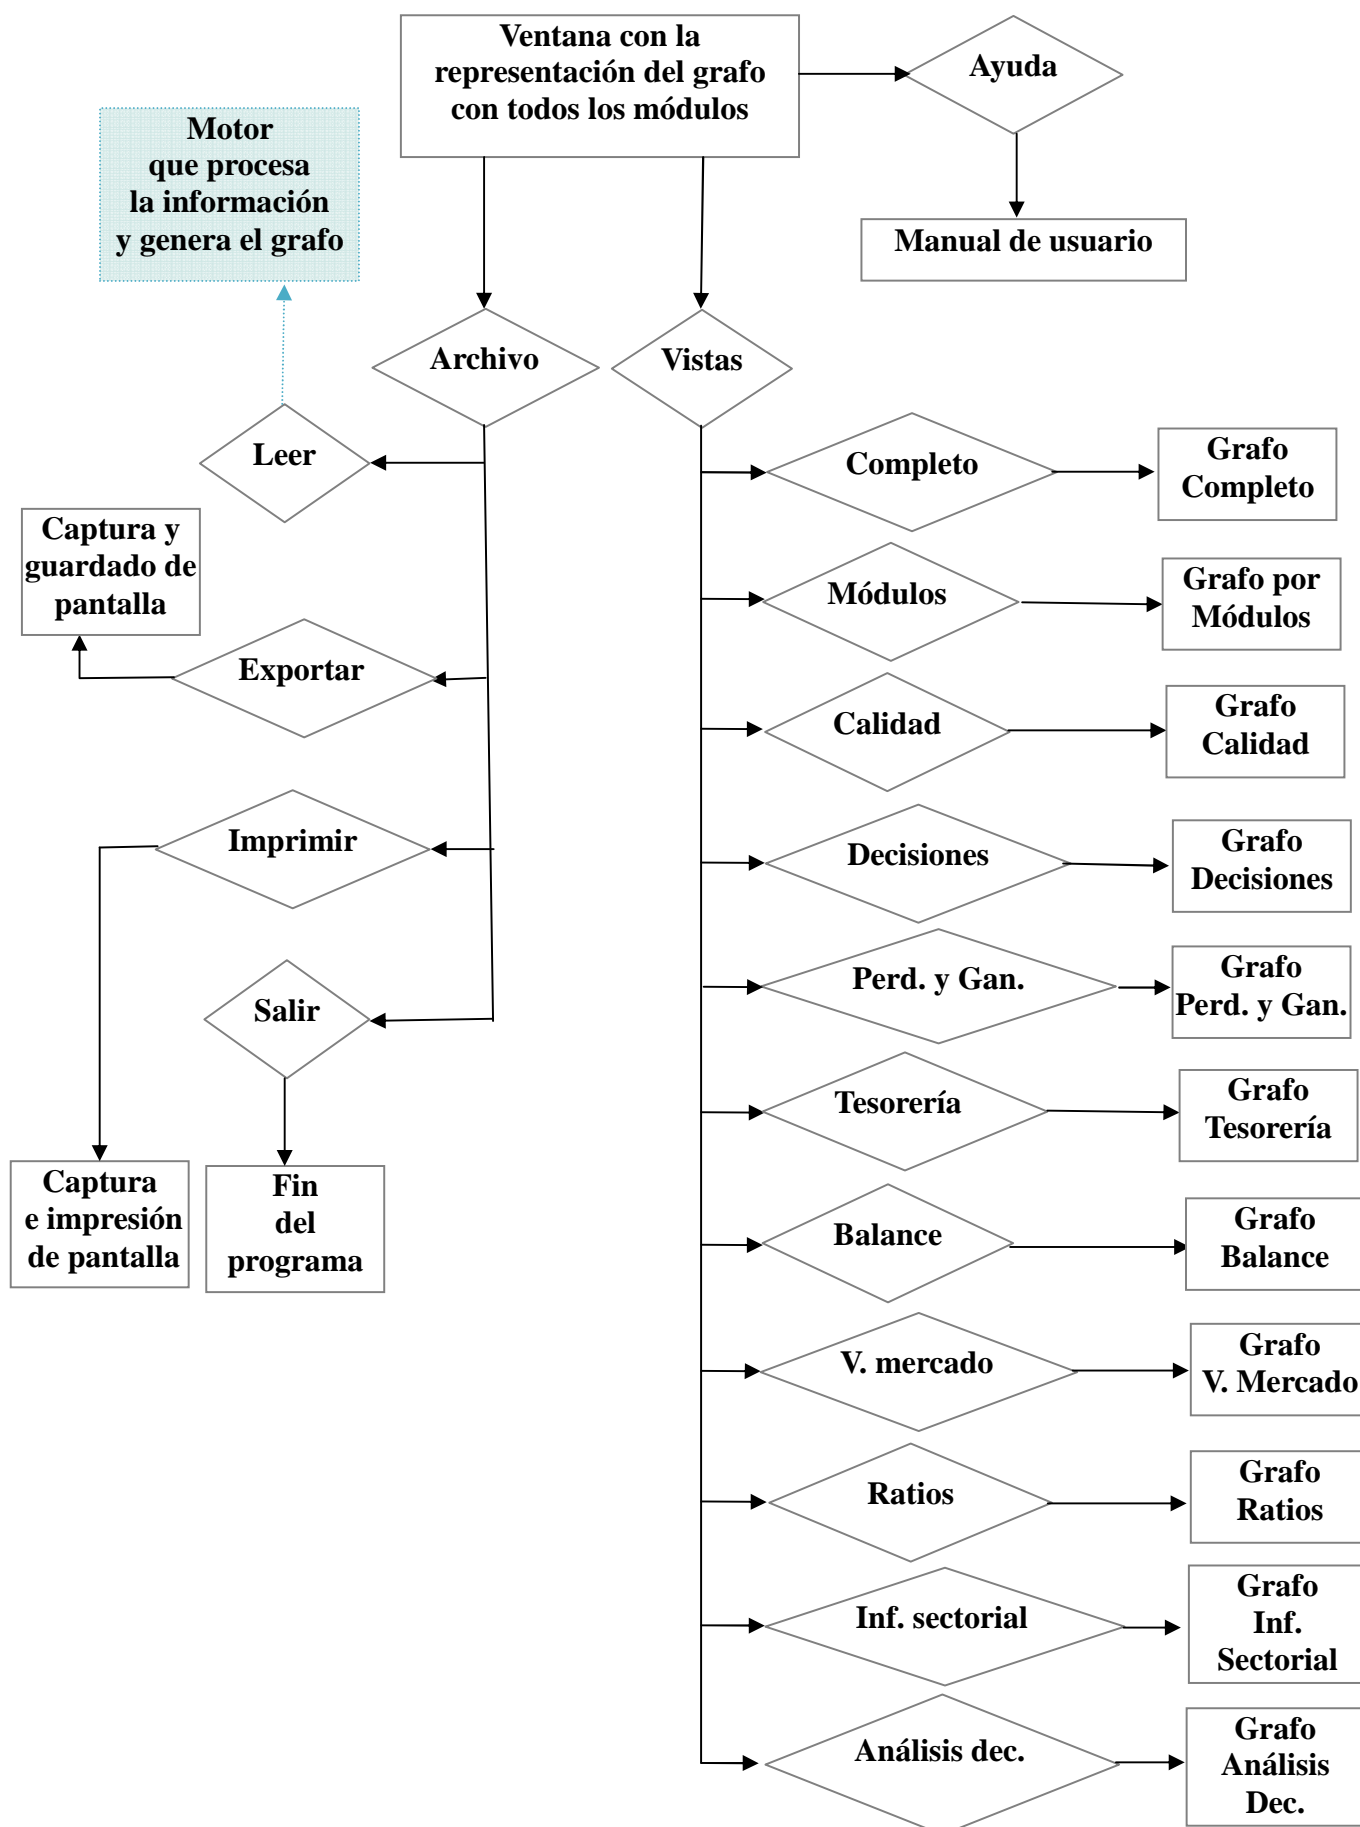 Ventana con la
representación del grafo
con todos los módulos
Ayuda
Motor
que procesa
la información
y genera el grafo
Manual de usuario
Archivo
Vistas
Leer
Completo
Grafo
Completo
Captura y
guardado de
pantalla
Módulos
Grafo por
Módulos
Exportar
Calidad
Grafo
Calidad
Imprimir
Decisiones
Grafo
Decisiones
Perd. y Gan.
Grafo
Perd. y Gan.
Salir
Tesorería
Grafo
Tesorería
Captura
e impresión
de pantalla
Fin
del
programa
Balance
Grafo
Balance
V. mercado
Grafo
V. Mercado
Ratios
Grafo
Ratios
Inf. sectorial
Grafo
Inf.
Sectorial
Análisis dec.
Grafo
Análisis
Dec.